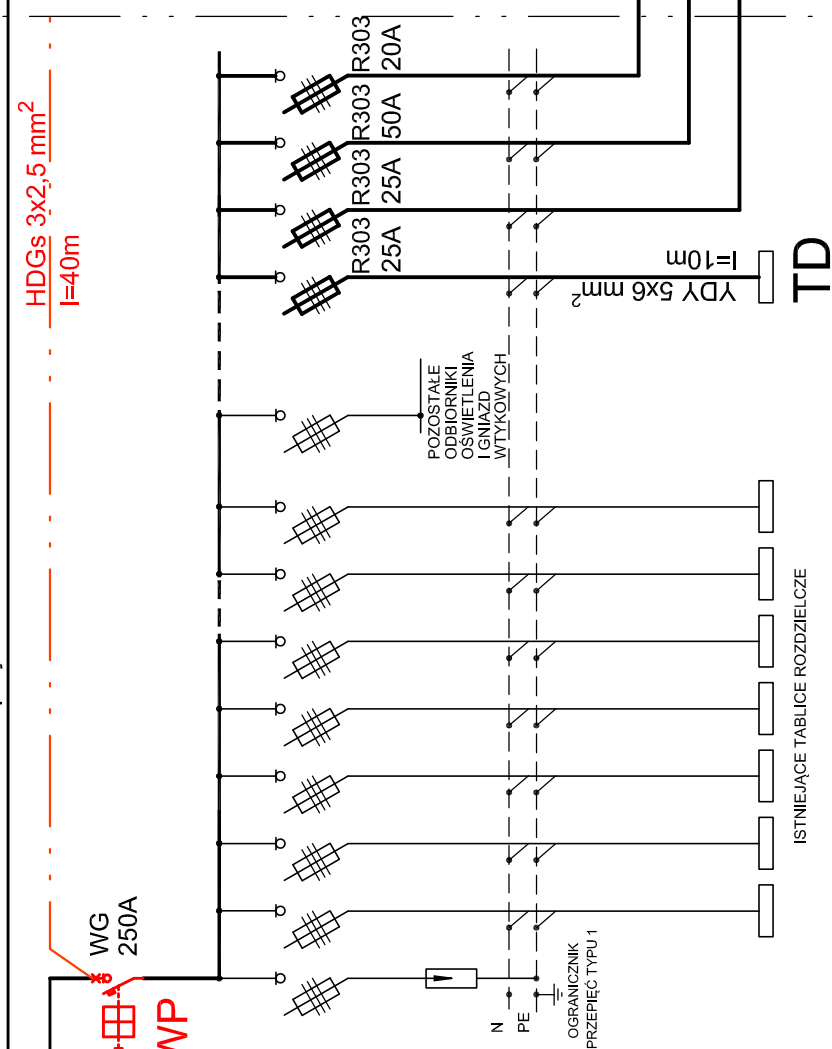 HDGs 3x2,5 mm²
l=40m
R303
20A
R303
50A
R303
25A
R303
25A
YDY 5x6 mm²
l=10m
TD
POZOSTAŁE
ODBIORNIKI
OŚWIETLENIA
I GNIAZD
WTYKOWYCH
ISTNIEJĄCE TABLICE ROZDZIELCZE
WG
250A
WP
N
PE
OGRANICZNIK
PRZEPIĘĆ TYPU 1